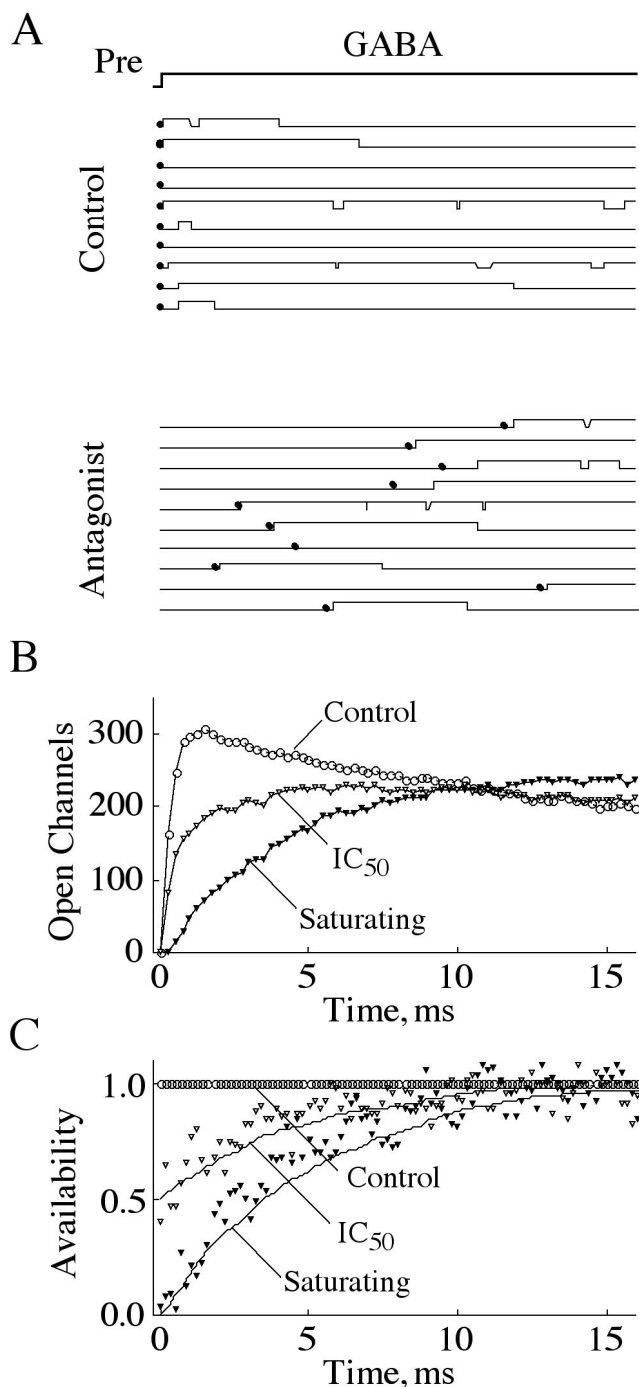 A
Pre
GABA
Control
Antagonist
B
Open Channels
300
200
100
0
Control
IC50
Saturating
0
5
10
15
Time, ms
C
Availability
1.0
0.5
0.0
Control
IC50
Saturating
0
5
10
15
Time, ms